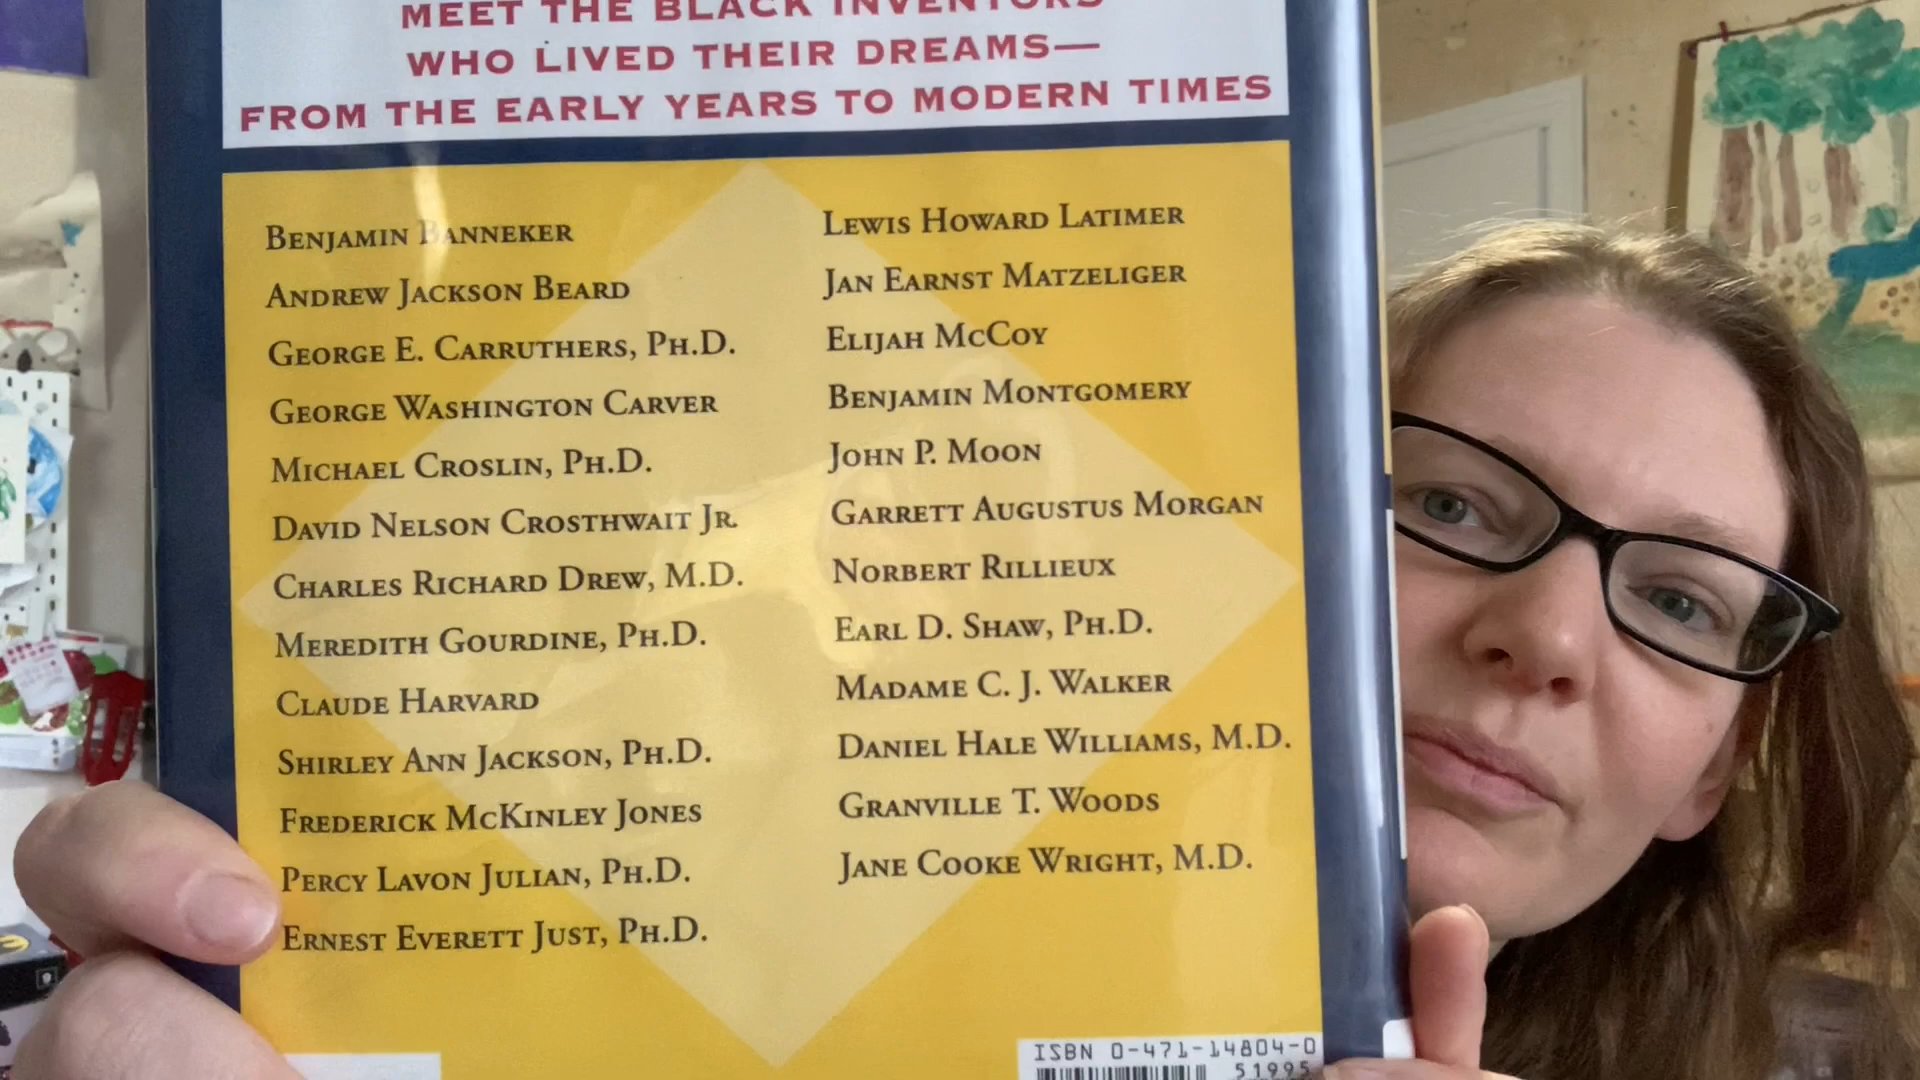 MEET THE BLACK INVENTORS
WHO LIVED THEIR DREAMS—
FROM THE EARLY YEARS TO MODERN TIMES
BENJAMIN BANNEKER
ANDREW JACKSON BEARD
GEORGE E. CARRUTHERS, PH.D.
GEORGE WASHINGTON CARVER
MICHAEL CROSLIN, PH.D.
DAVID NELSON CROSTHWAIT JR.
CHARLES RICHARD DREW, M.D.
MEREDITH GOURDINE, PH.D.
CLAUDE HARVARD
SHIRLEY ANN JACKSON, PH.D.
FREDERICK MCKINLEY JONES
PERCY LAVON JULIAN, PH.D.
ERNEST EVERETT JUST, PH.D.
LEWIS HOWARD LATIMER
JAN EARNST MATZELIGER
ELIJAH MCCOY
BENJAMIN MONTGOMERY
JOHN P. MOON
GARRETT AUGUSTUS MORGAN
NORBERT RILLIEUX
EARL D. SHAW, PH.D.
MADAME C. J. WALKER
DANIEL HALE WILLIAMS, M.D.
GRANVILLE T. WOODS
JANE COOKE WRIGHT, M.D.
ISBN 0-471-14804-0
51995